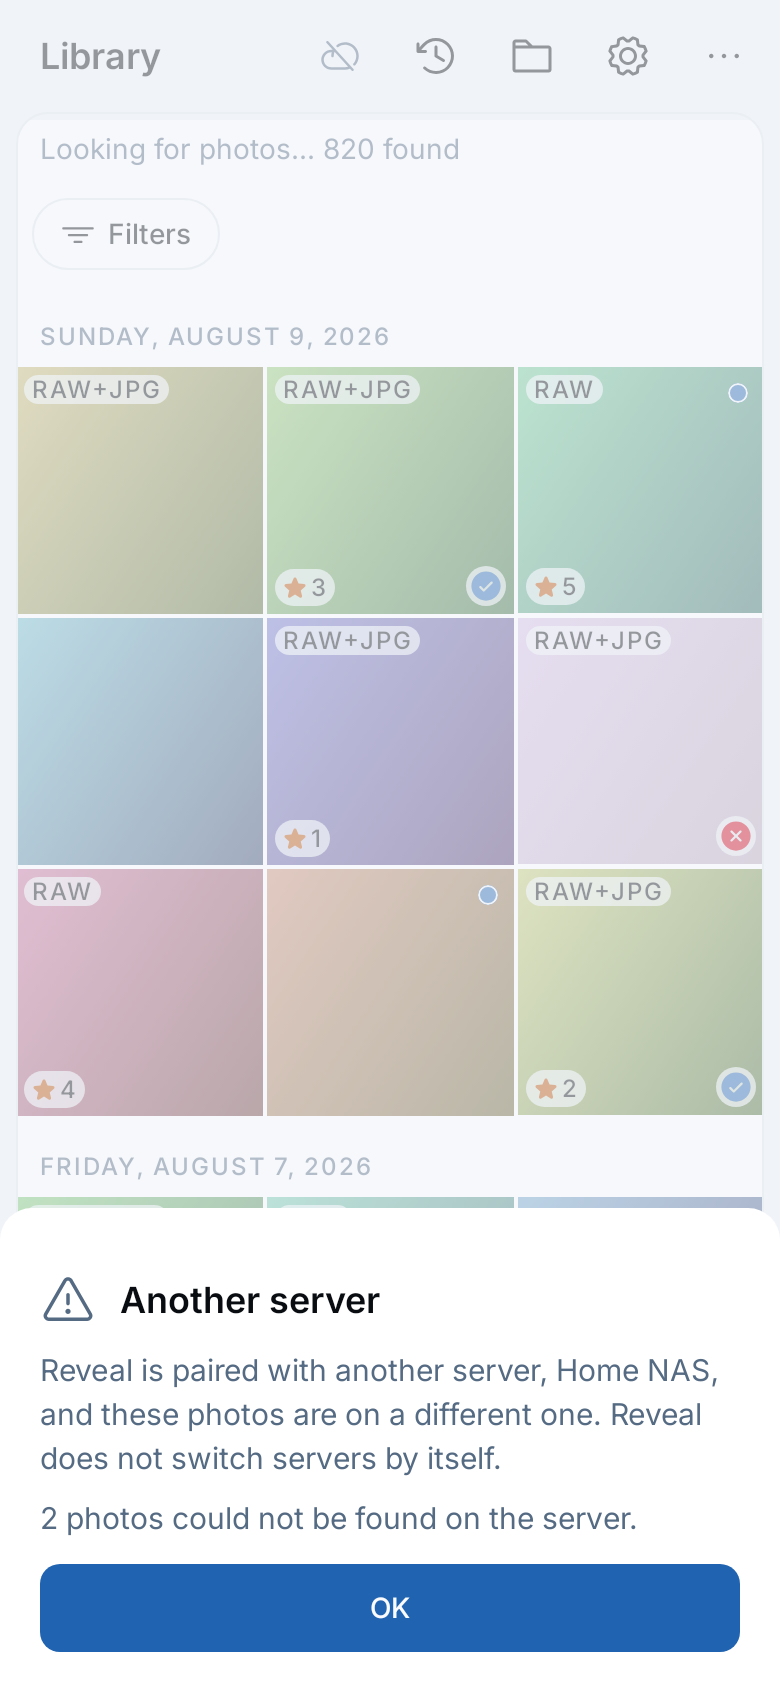 Library
Looking for photos... 820 found
Filters
SUNDAY, AUGUST 9, 2026
RAW+JPG
RAW+JPG
RAW
3
5
RAW+JPG
RAW+JPG
1
RAW
RAW+JPG
4
2
FRIDAY, AUGUST 7, 2026
Another server
Reveal is paired with another server, Home NAS,
and these photos are on a different one. Reveal
does not switch servers by itself.
2 photos could not be found on the server.
OK